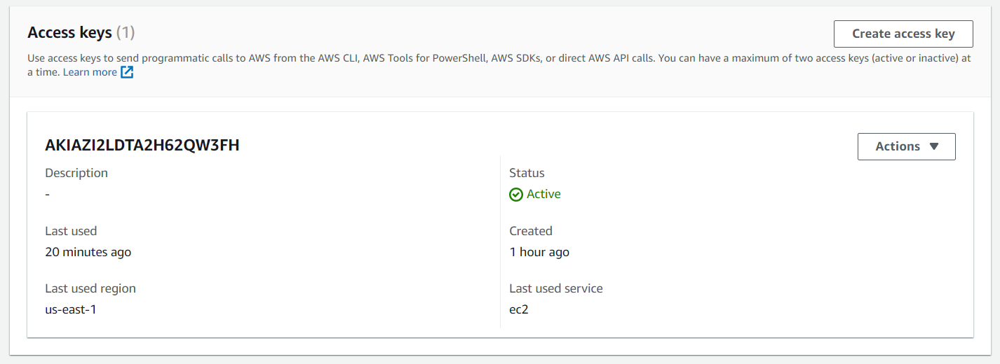 Access keys (1)
Create access key
Use access keys to send programmatic calls to AWS from the AWS CLI, AWS Tools for PowerShell, AWS SDKs, or direct AWS API calls. You can have a maximum of two access keys (active or inactive) at
a time. Learn more
AKIAZI2LDTA2H62QW3FH
Actions
Description
-
Status
Active
Last used
20 minutes ago
Created
1 hour ago
Last used region
us-east-1
Last used service
ec2